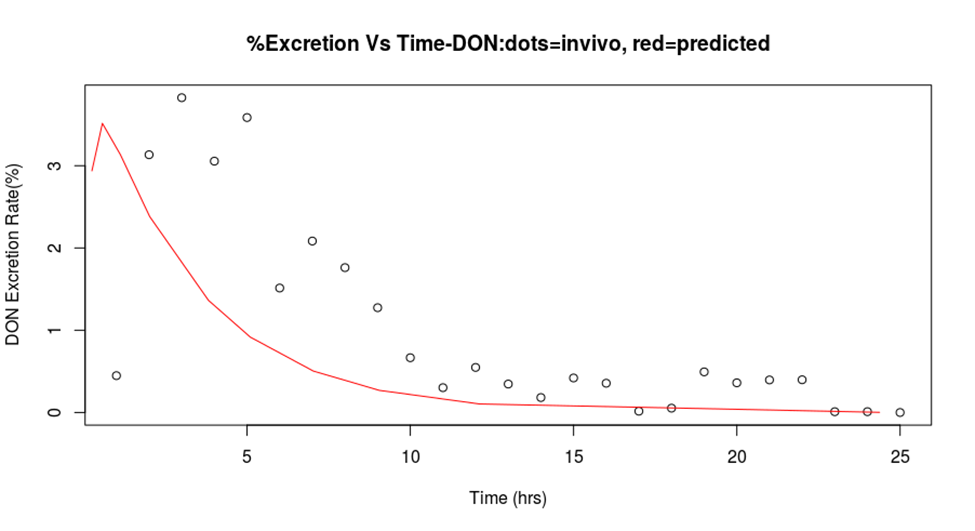 %Excretion Vs Time-DON:dots=invivo, red=predicted
DON Excretion Rate(%)
3
2
1
0
5 10 15 20 25
Time (hrs)